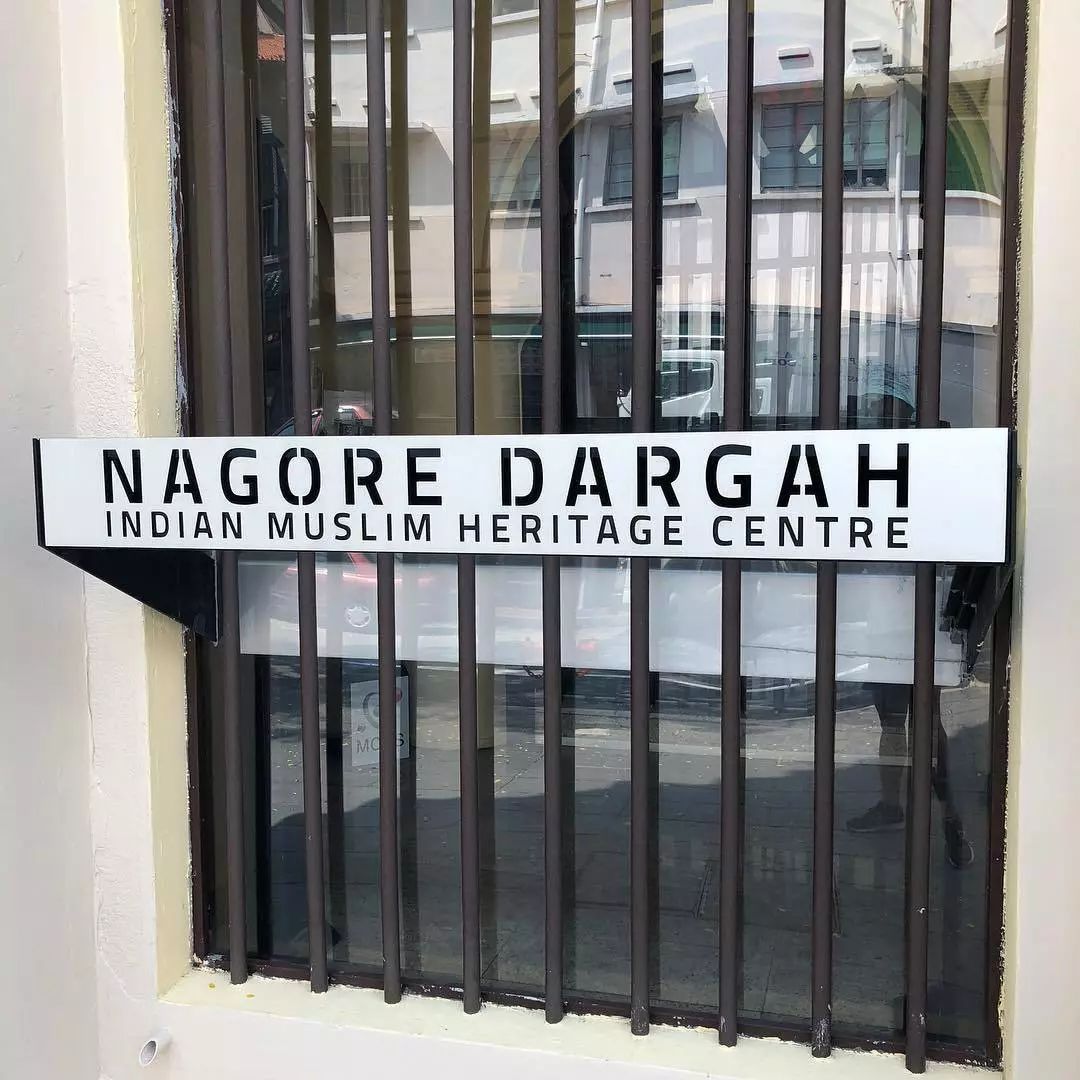 NAGORE DARGAH
INDIAN MUSLIM HERITAGE CENTRE